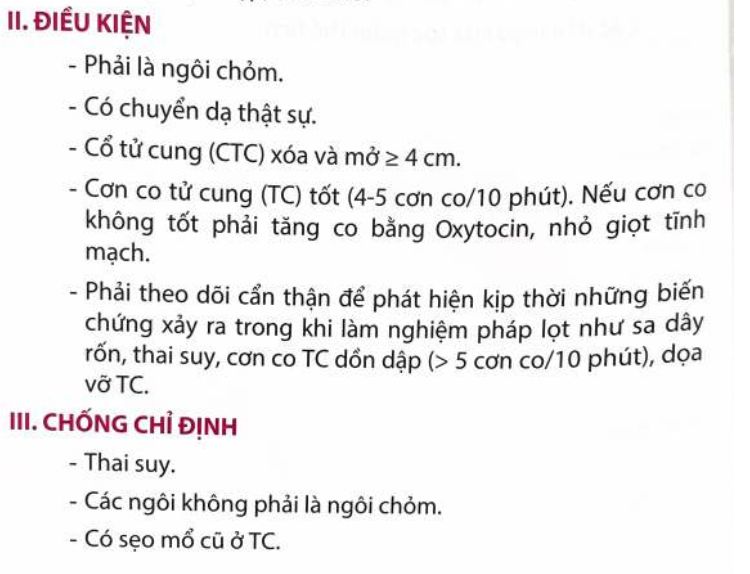 II. ĐIỀU KIỆN
- Phải là ngôi chỏm.
- Có chuyển dạ thật sự.
- Cổ tử cung (CTC) xóa và mở ≥ 4 cm.
- Cơn co tử cung (TC) tốt (4-5 cơn co/10 phút). Nếu cơn co
không tốt phải tăng co bằng Oxytocin, nhỏ giọt tĩnh
mạch.
- Phải theo dõi cẩn thận để phát hiện kịp thời những biến
chứng xảy ra trong khi làm nghiệm pháp lọt như sa dây
rốn, thai suy, cơn co TC dồn dập (> 5 cơn co/10 phút), dọa
vỡ TC.
III. CHỐNG CHỈ ĐỊNH
- Thai suy.
- Các ngôi không phải là ngôi chỏm.
- Có sẹo mổ cũ ở TC.